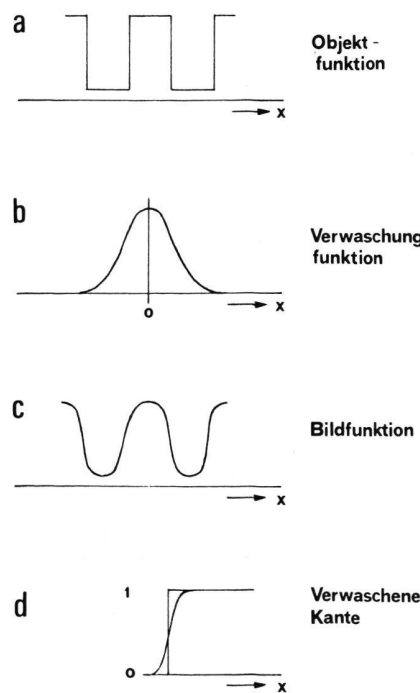 a
Objekt-
funktion
x
b
Verwaschung
funktion
o
x
c
Bildfunktion
x
d
1
Verwaschene
Kante
o
x